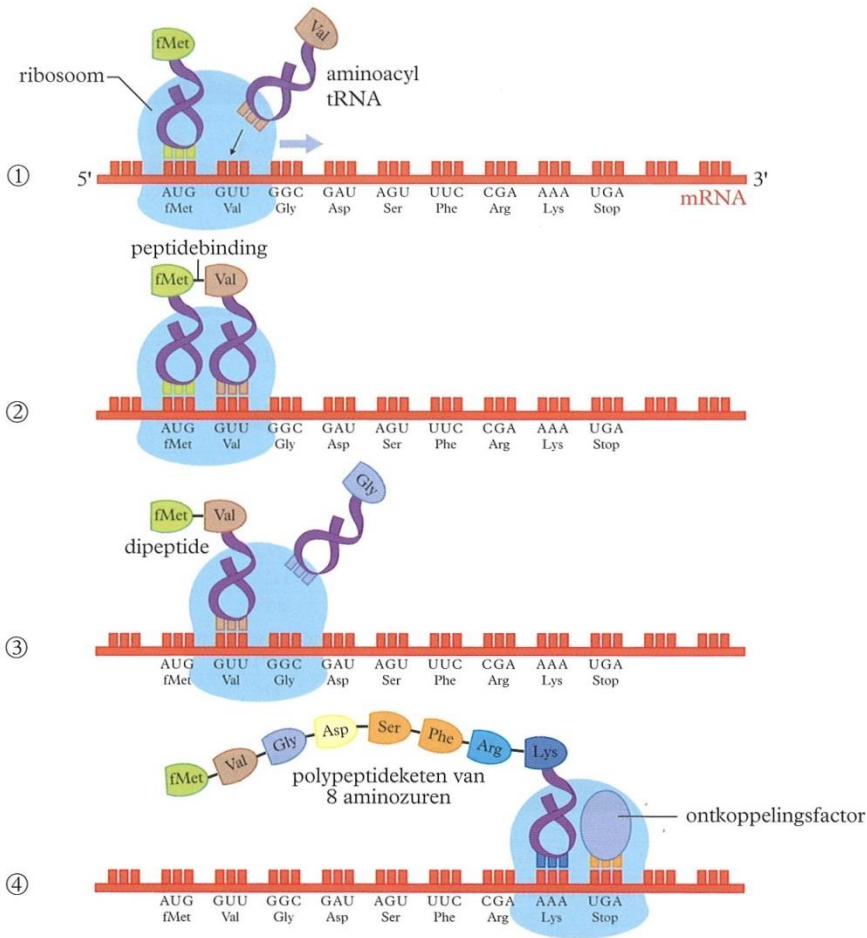 fMet
Val
ribosoom
aminoacyl
tRNA
① 5' 3'
AUG GUU GGC GAU AGU UUC CGA AAA UGA
fMet Val Gly Asp Ser Phe Arg Lys Stop
mRNA
peptidebinding
fMet Val
②
AUG GUU GGC GAU AGU UUC CGA AAA UGA
fMet Val Gly Asp Ser Phe Arg Lys Stop
Gly
fMet Val
dipeptide
③
AUG GUU GGC GAU AGU UUC CGA AAA UGA
fMet Val Gly Asp Ser Phe Arg Lys Stop
fMet Val Gly Asp Ser Phe Arg Lys
polypeptideketen van
8 aminozuren
ontkoppelingsfactor
④
AUG GUU GGC GAU AGU UUC CGA AAA UGA
fMet Val Gly Asp Ser Phe Arg Lys Stop